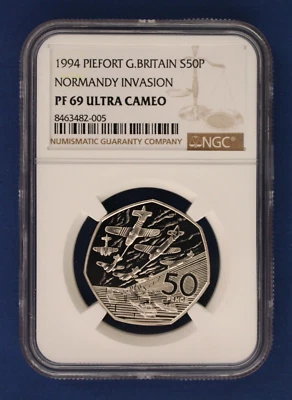 1994 PIEFORT G.BRITAIN S50P
NORMANDY INVASION
PF 69 ULTRA CAMEO
8463482-005
NUMISMATIC GUARANTY COMPANY
NGC
50
PENCE